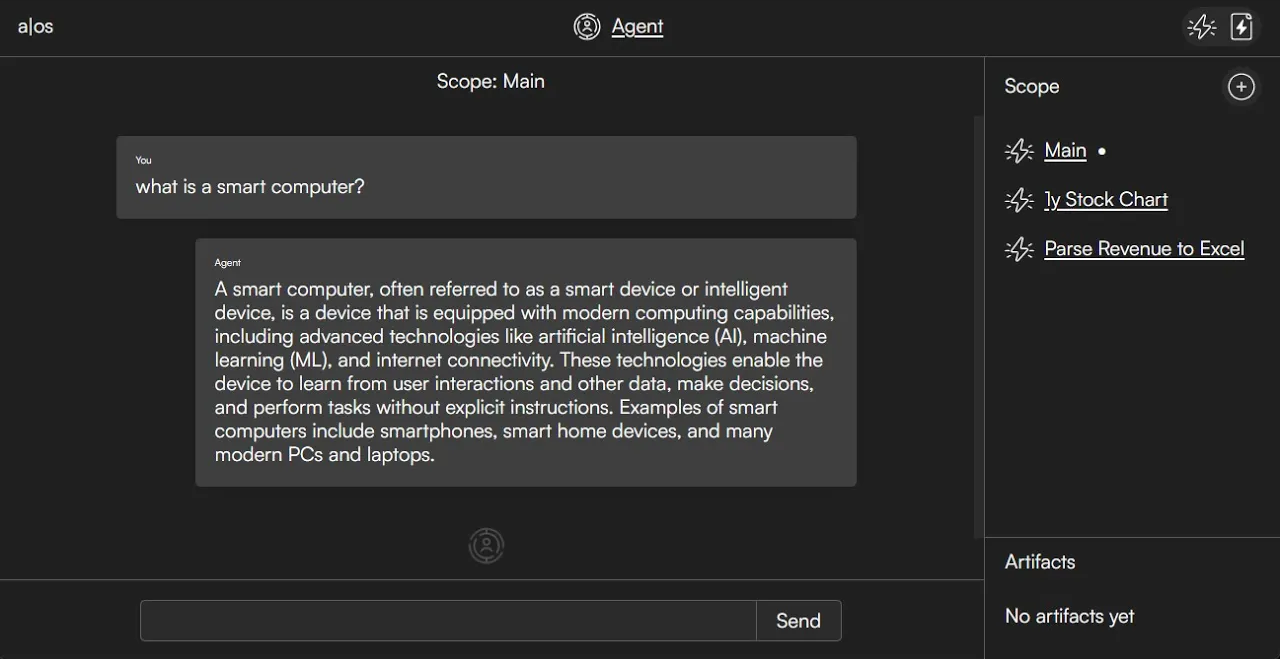 a|os
Agent
Scope: Main
You
what is a smart computer?
Agent
A smart computer, often referred to as a smart device or intelligent
device, is a device that is equipped with modern computing capabilities,
including advanced technologies like artificial intelligence (AI), machine
learning (ML), and internet connectivity. These technologies enable the
device to learn from user interactions and other data, make decisions,
and perform tasks without explicit instructions. Examples of smart
computers include smartphones, smart home devices, and many
modern PCs and laptops.
Send
Scope
Main
1y Stock Chart
Parse Revenue to Excel
Artifacts
No artifacts yet